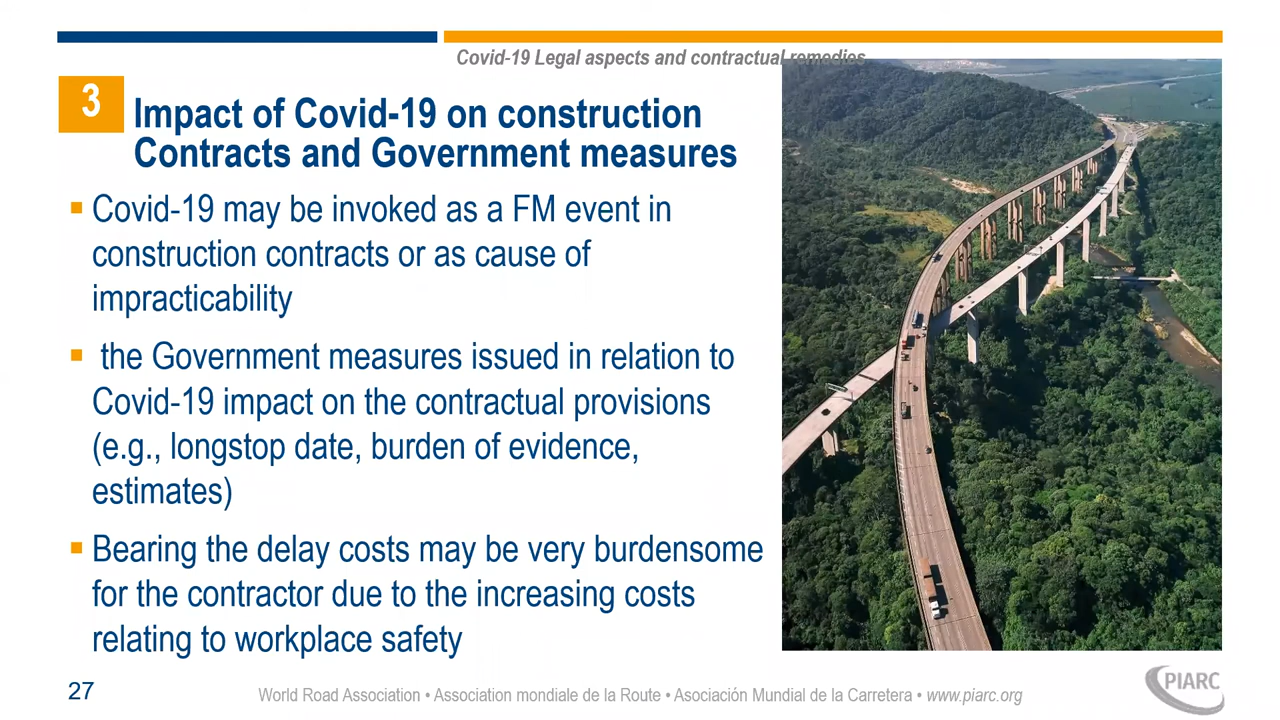 Covid-19 Legal aspects and contractual remedies
3
Impact of Covid-19 on construction
Contracts and Government measures
▪ Covid-19 may be invoked as a FM event in
construction contracts or as cause of
impracticability
▪ the Government measures issued in relation to
Covid-19 impact on the contractual provisions
(e.g., longstop date, burden of evidence,
estimates)
▪ Bearing the delay costs may be very burdensome
for the contractor due to the increasing costs
relating to workplace safety
27
World Road Association • Association mondiale de la Route • Asociación Mundial de la Carretera • www.piarc.org
PIARC